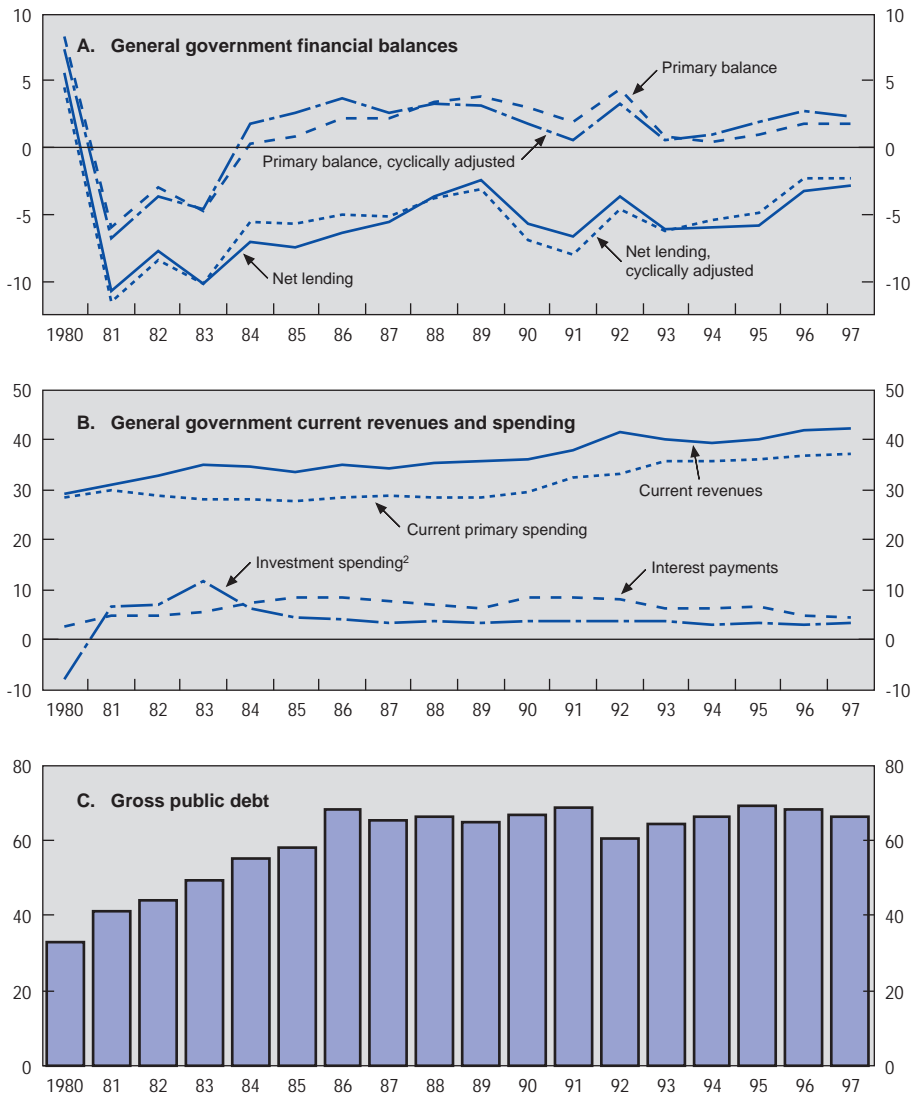 10 10
A. General government financial balances
Primary balance
5 5
0 0
Primary balance, cyclically adjusted
-5 -5
Net lending
Net lending,
cyclically adjusted
-10 -10
1980 81 82 83 84 85 86 87 88 89 90 91 92 93 94 95 96 97
50 50
B. General government current revenues and spending
40 40
Current revenues
30 30
Current primary spending
20 20
Investment spending2
Interest payments
10 10
0 0
-10 -10
1980 81 82 83 84 85 86 87 88 89 90 91 92 93 94 95 96 97
80 80
C. Gross public debt
60 60
40 40
20 20
0 0
1980 81 82 83 84 85 86 87 88 89 90 91 92 93 94 95 96 97